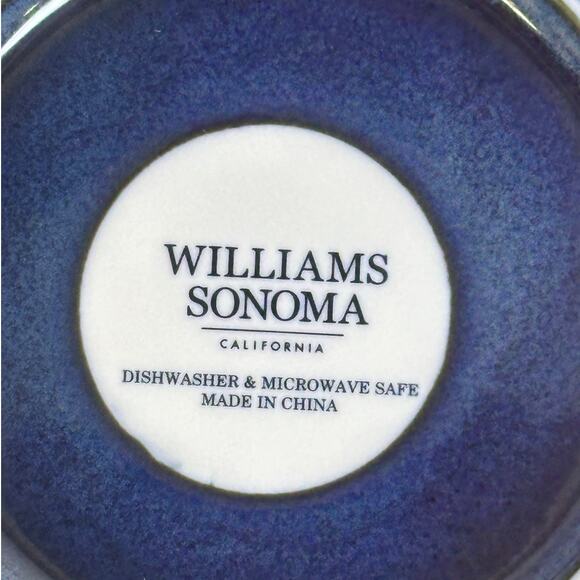 WILLIAMS
SONOMA
CALIFORNIA
DISHWASHER & MICROWAVE SAFE
MADE IN CHINA